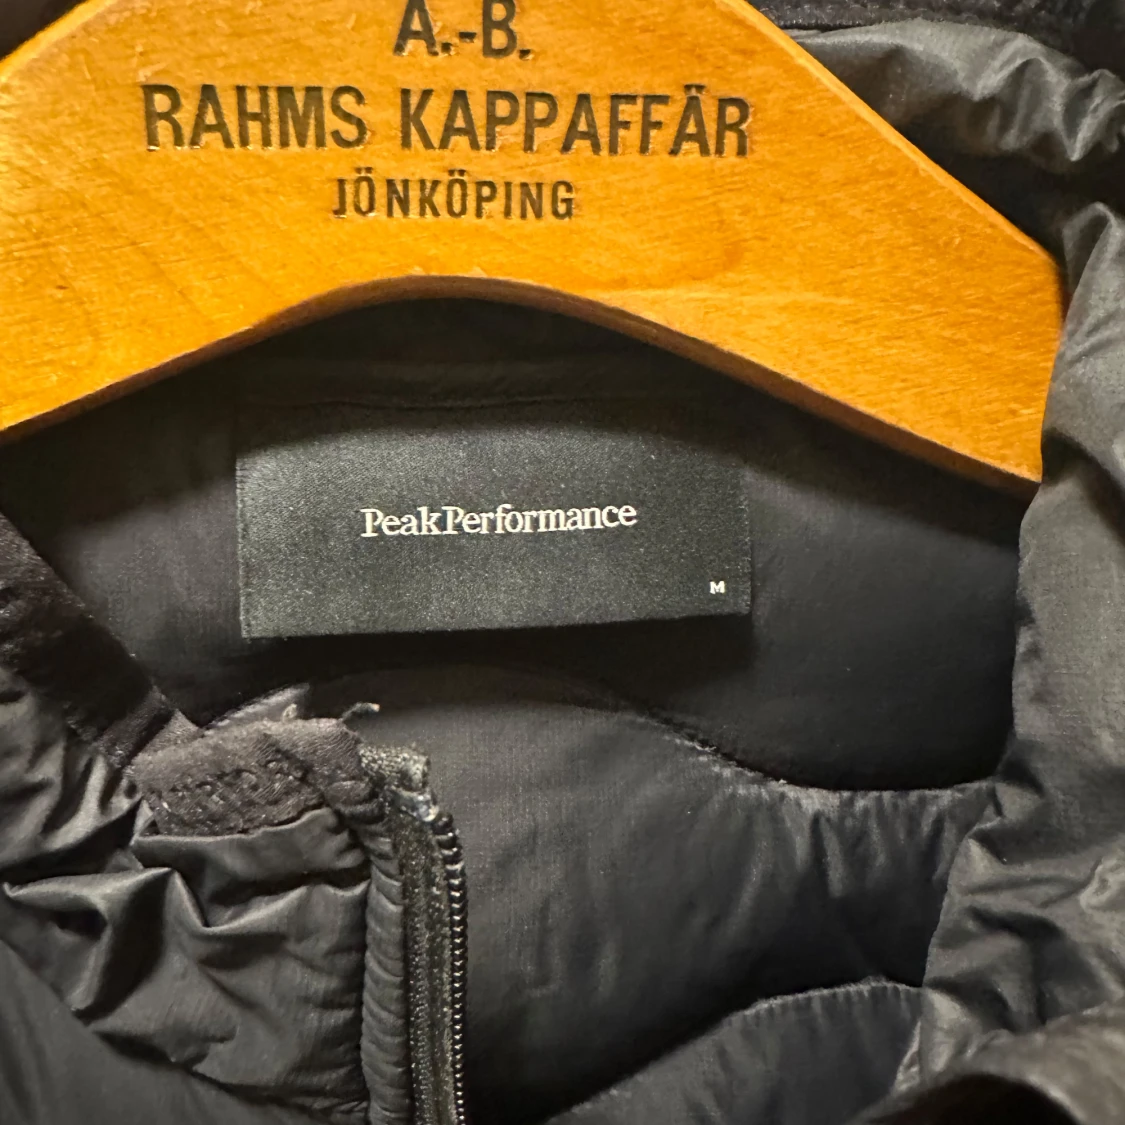 A.-B.
RAHMS KAPPAFFÄR
JÖNKÖPING
PeakPerformance
M